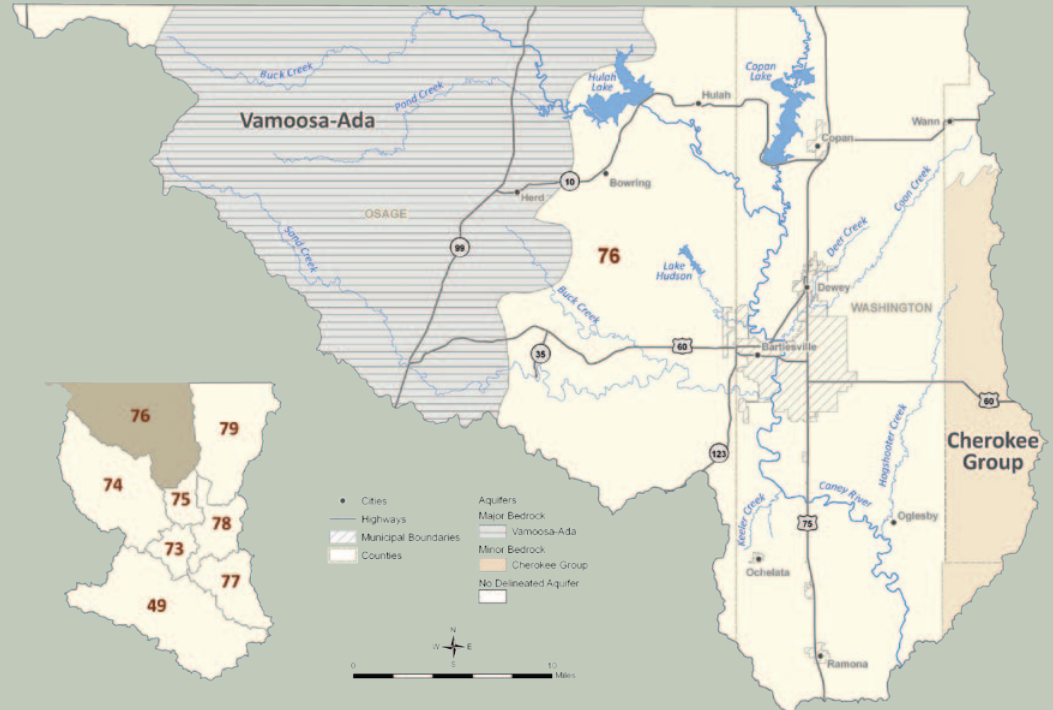 Buck Creek
Pond Creek
Vamoosa-Ada
Hulah
Lake
Copan
Lake
Hulah
Wann
Copan
10
Bowring
Herd
Coon Creek
OSAGE
Sand Creek
99
76
Deer Creek
Lake
Hudson
Dewey
Buck Creek
WASHINGTON
60
Bartlesville
35
60
Hogshooter Creek
Cherokee
Group
123
Caney River
Keeler Creek
75
Oglesby
Ochelata
Ramona
76
79
74
75
78
73
77
49
Cities
Highways
Municipal Boundaries
Counties
Aquifers
Major Bedrock
Vamoosa-Ada
Minor Bedrock
Cherokee Group
No Delineated Aquifer
N
W
E
S
0
10
Miles